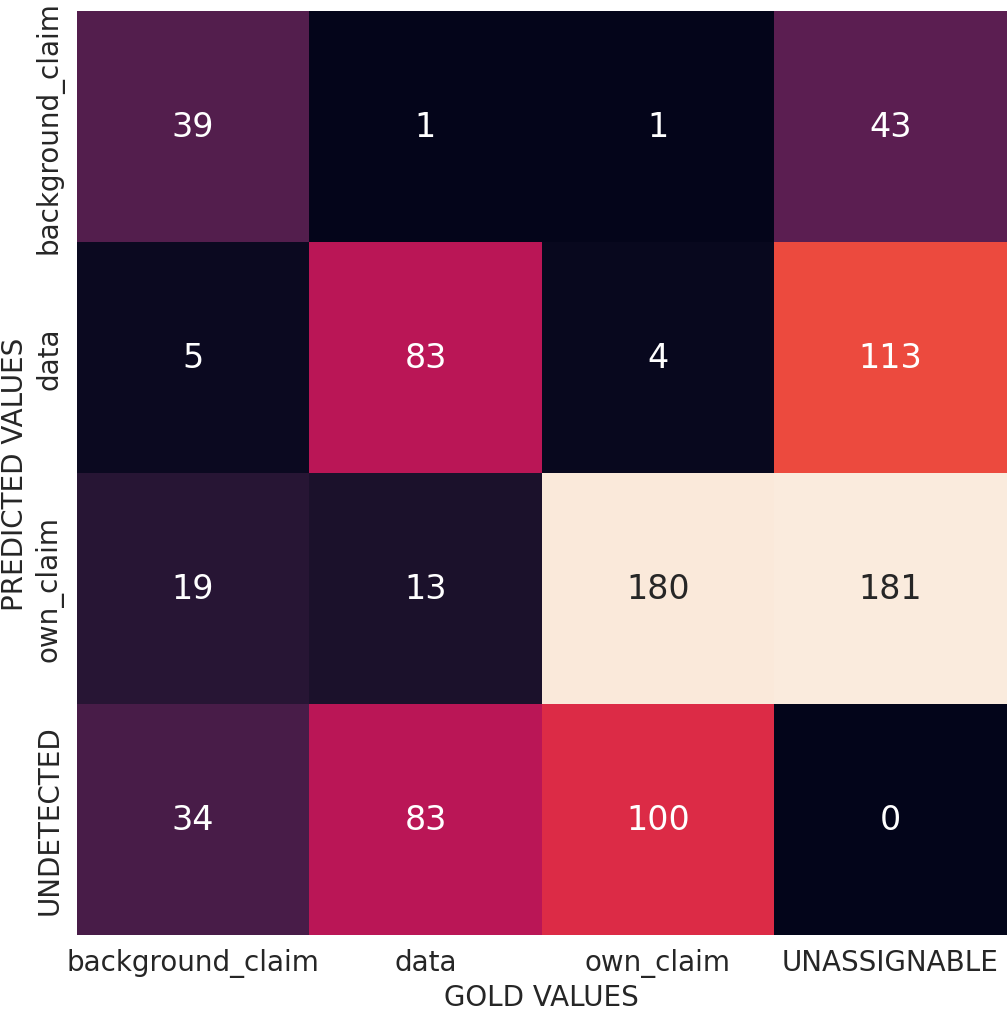 PREDICTED VALUES
background_claim 39 1 1 43
data 5 83 4 113
own_claim 19 13 180 181
UNDETECTED 34 83 100 0
background_claim data own_claim UNASSIGNABLE
GOLD VALUES